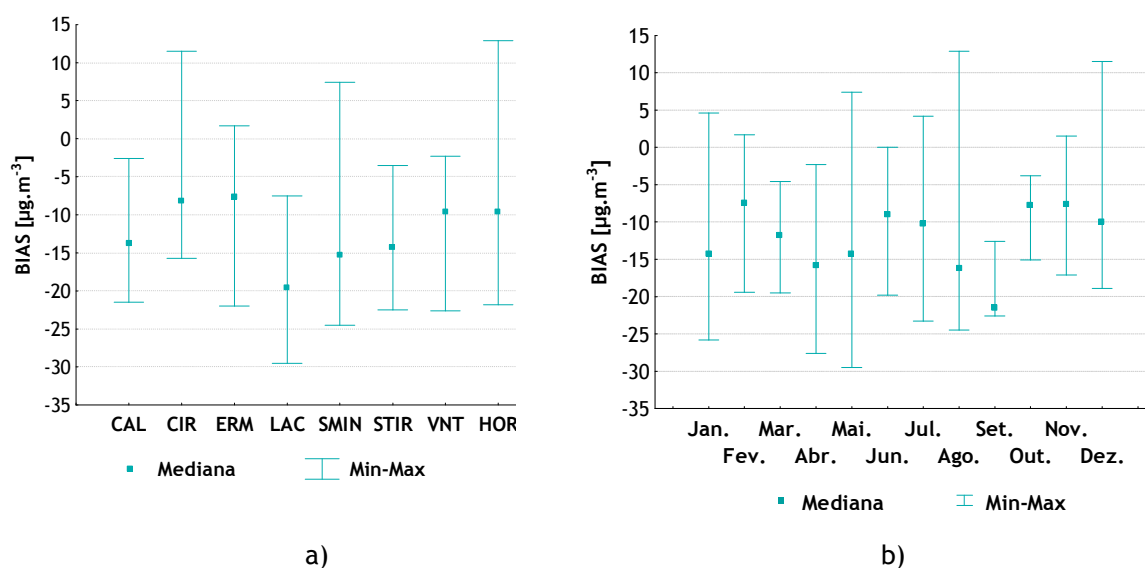 15
10
5
0
-5
-10
-15
-20
-25
-30
-35
BIAS [µg.m⁻³]
CAL CIR ERM LAC SMIN STIR VNT HOR
Mediana Min-Max
a)
15
10
5
0
-5
-10
-15
-20
-25
-30
-35
BIAS [µg.m⁻³]
Jan. Mar. Mai. Jul. Set. Nov.
Fev. Abr. Jun. Ago. Out. Dez.
Mediana Min-Max
b)